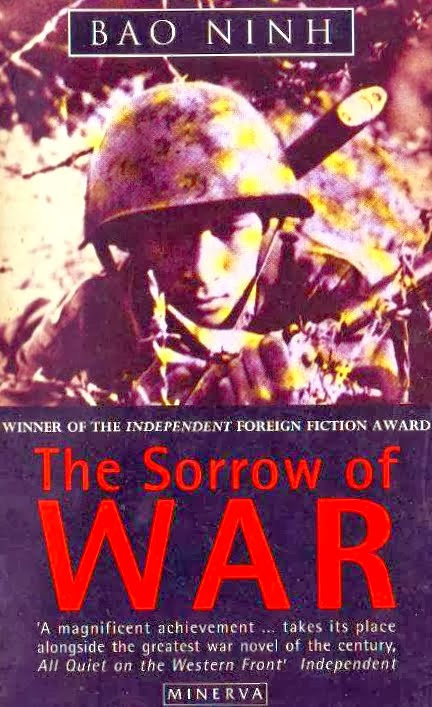 BAO NINH
WINNER OF THE INDEPENDENT FOREIGN FICTION AWARD
The Sorrow of
WAR
'A magnificent achievement ... takes its place
alongside the greatest war novel of the century,
All Quiet on the Western Front' Independent
MINERVA